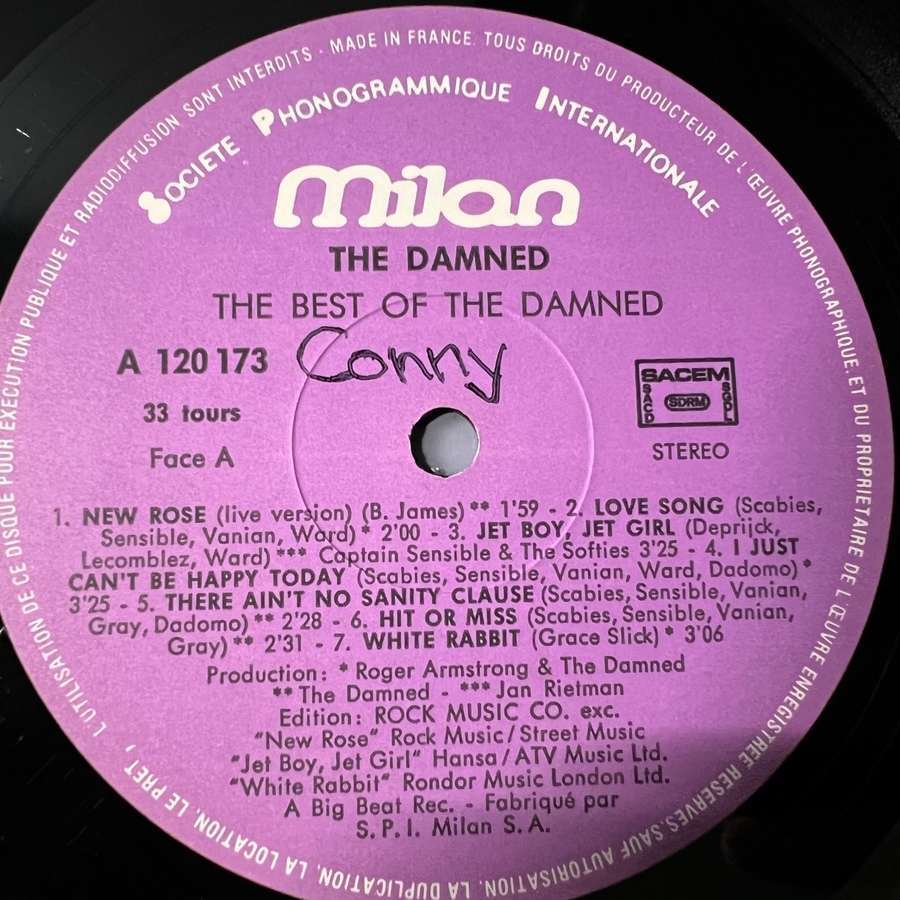 L'UTILISATION DE CE DISQUE POUR EXECUTION PUBLIQUE ET RADIODIFFUSION SONT INTERDITS · MADE IN FRANCE. TOUS DROITS DU PRODUCTEUR DE L'ŒUVRE PHONOGRAPHIQUE. ET DU PROPRIETAIRE DE L'ŒUVRE ENREGISTREE RESERVES. SAUF AUTORISATION. LA DUPLICATION. LA LOCATION. LE PRET,
SOCIETE PHONOGRAMMIQUE INTERNATIONALE
Milan
THE DAMNED
THE BEST OF THE DAMNED
A 120 173 Conny
33 tours
Face A
SACEM
SACD SDRM SGDL
STEREO
1. NEW ROSE (live version) (B. James) ** 1'59 - 2. LOVE SONG (Scabies,
Sensible, Vanian, Ward) * 2'00 - 3. JET BOY, JET GIRL (Deprijck,
Lecomblez, Ward) *** Captain Sensible & The Softies 3'25 - 4. I JUST
CAN'T BE HAPPY TODAY (Scabies, Sensible, Vanian, Ward, Dadomo) *
3'25 - 5. THERE AIN'T NO SANITY CLAUSE (Scabies, Sensible, Vanian,
Gray, Dadomo) ** 2'28 - 6. HIT OR MISS (Scabies, Sensible, Vanian,
Gray) ** 2'31 - 7. WHITE RABBIT (Grace Slick) * 3'06
Production : * Roger Armstrong & The Damned
** The Damned - *** Jan Rietman
Edition : ROCK MUSIC CO. exc.
"New Rose" Rock Music / Street Music
"Jet Boy, Jet Girl" Hansa / ATV Music Ltd.
"White Rabbit" Rondor Music London Ltd.
A Big Beat Rec. - Fabriqué par
S.P.I. Milan S.A.